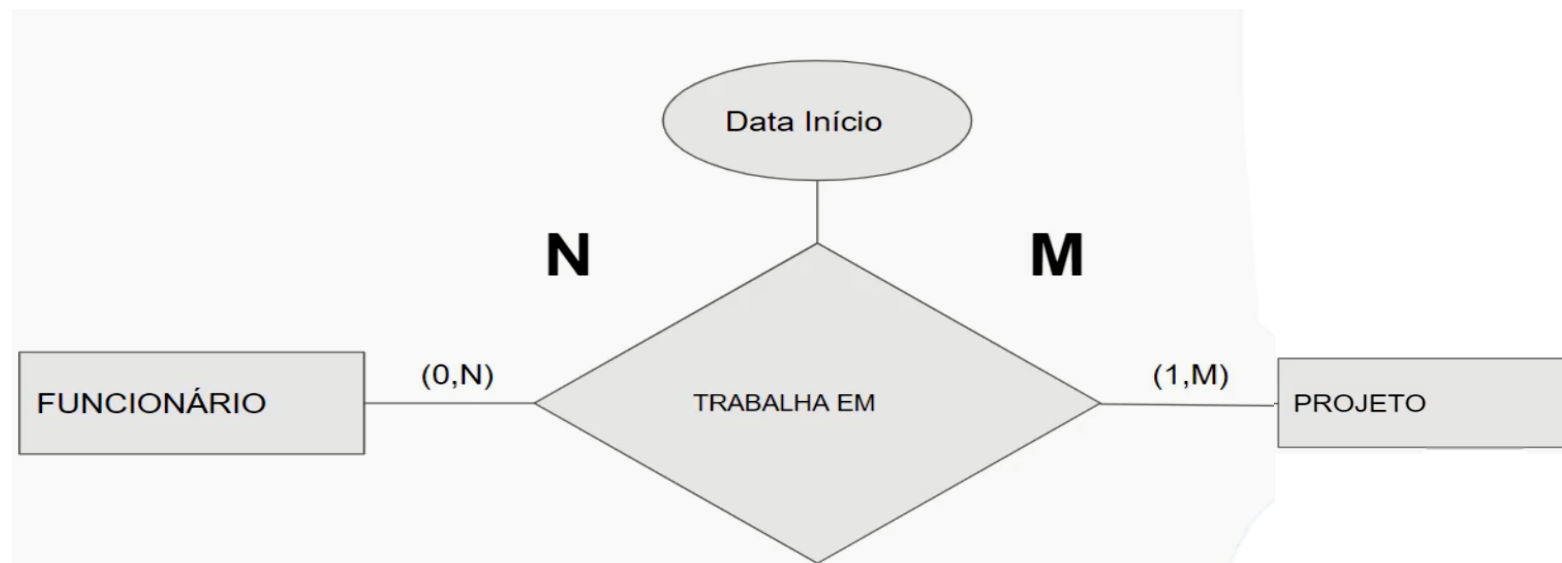 Data Início
N
M
(0,N)
(1,M)
FUNCIONÁRIO
TRABALHA EM
PROJETO